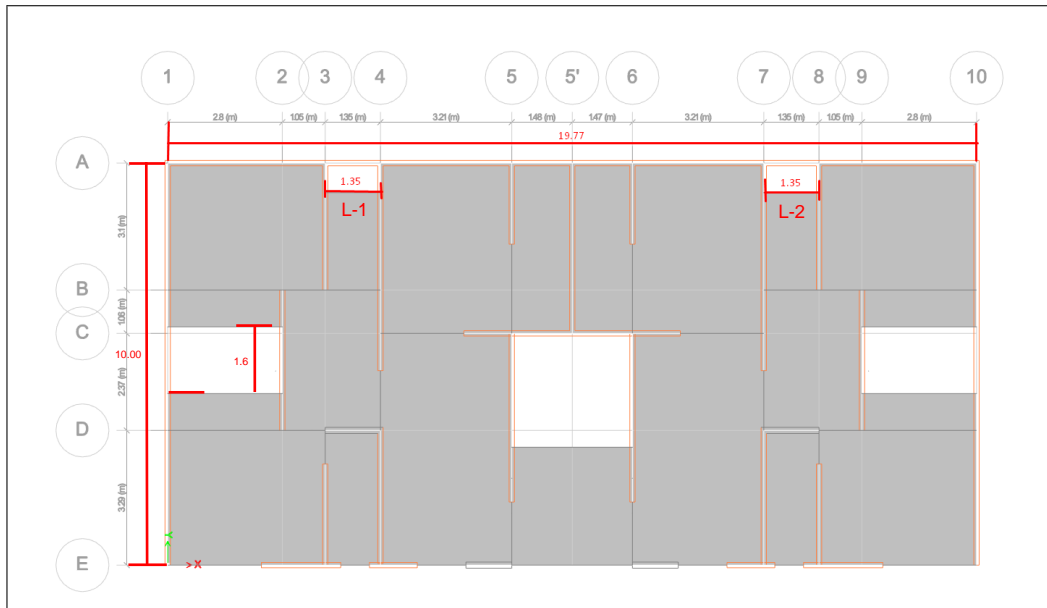 1 2 3 4 5 5' 6 7 8 9 10
2.8 (m) 1.05 (m) 1.35 (m) 3.21 (m) 1.48 (m) 1.47 (m) 3.21 (m) 1.35 (m) 1.05 (m) 2.8 (m)
19.77
A
1.35 1.35
L-1 L-2
3.1 (m)
B
1.06 (m)
C
10.00 1.6
2.37 (m)
D
3.29 (m)
Y
E
X